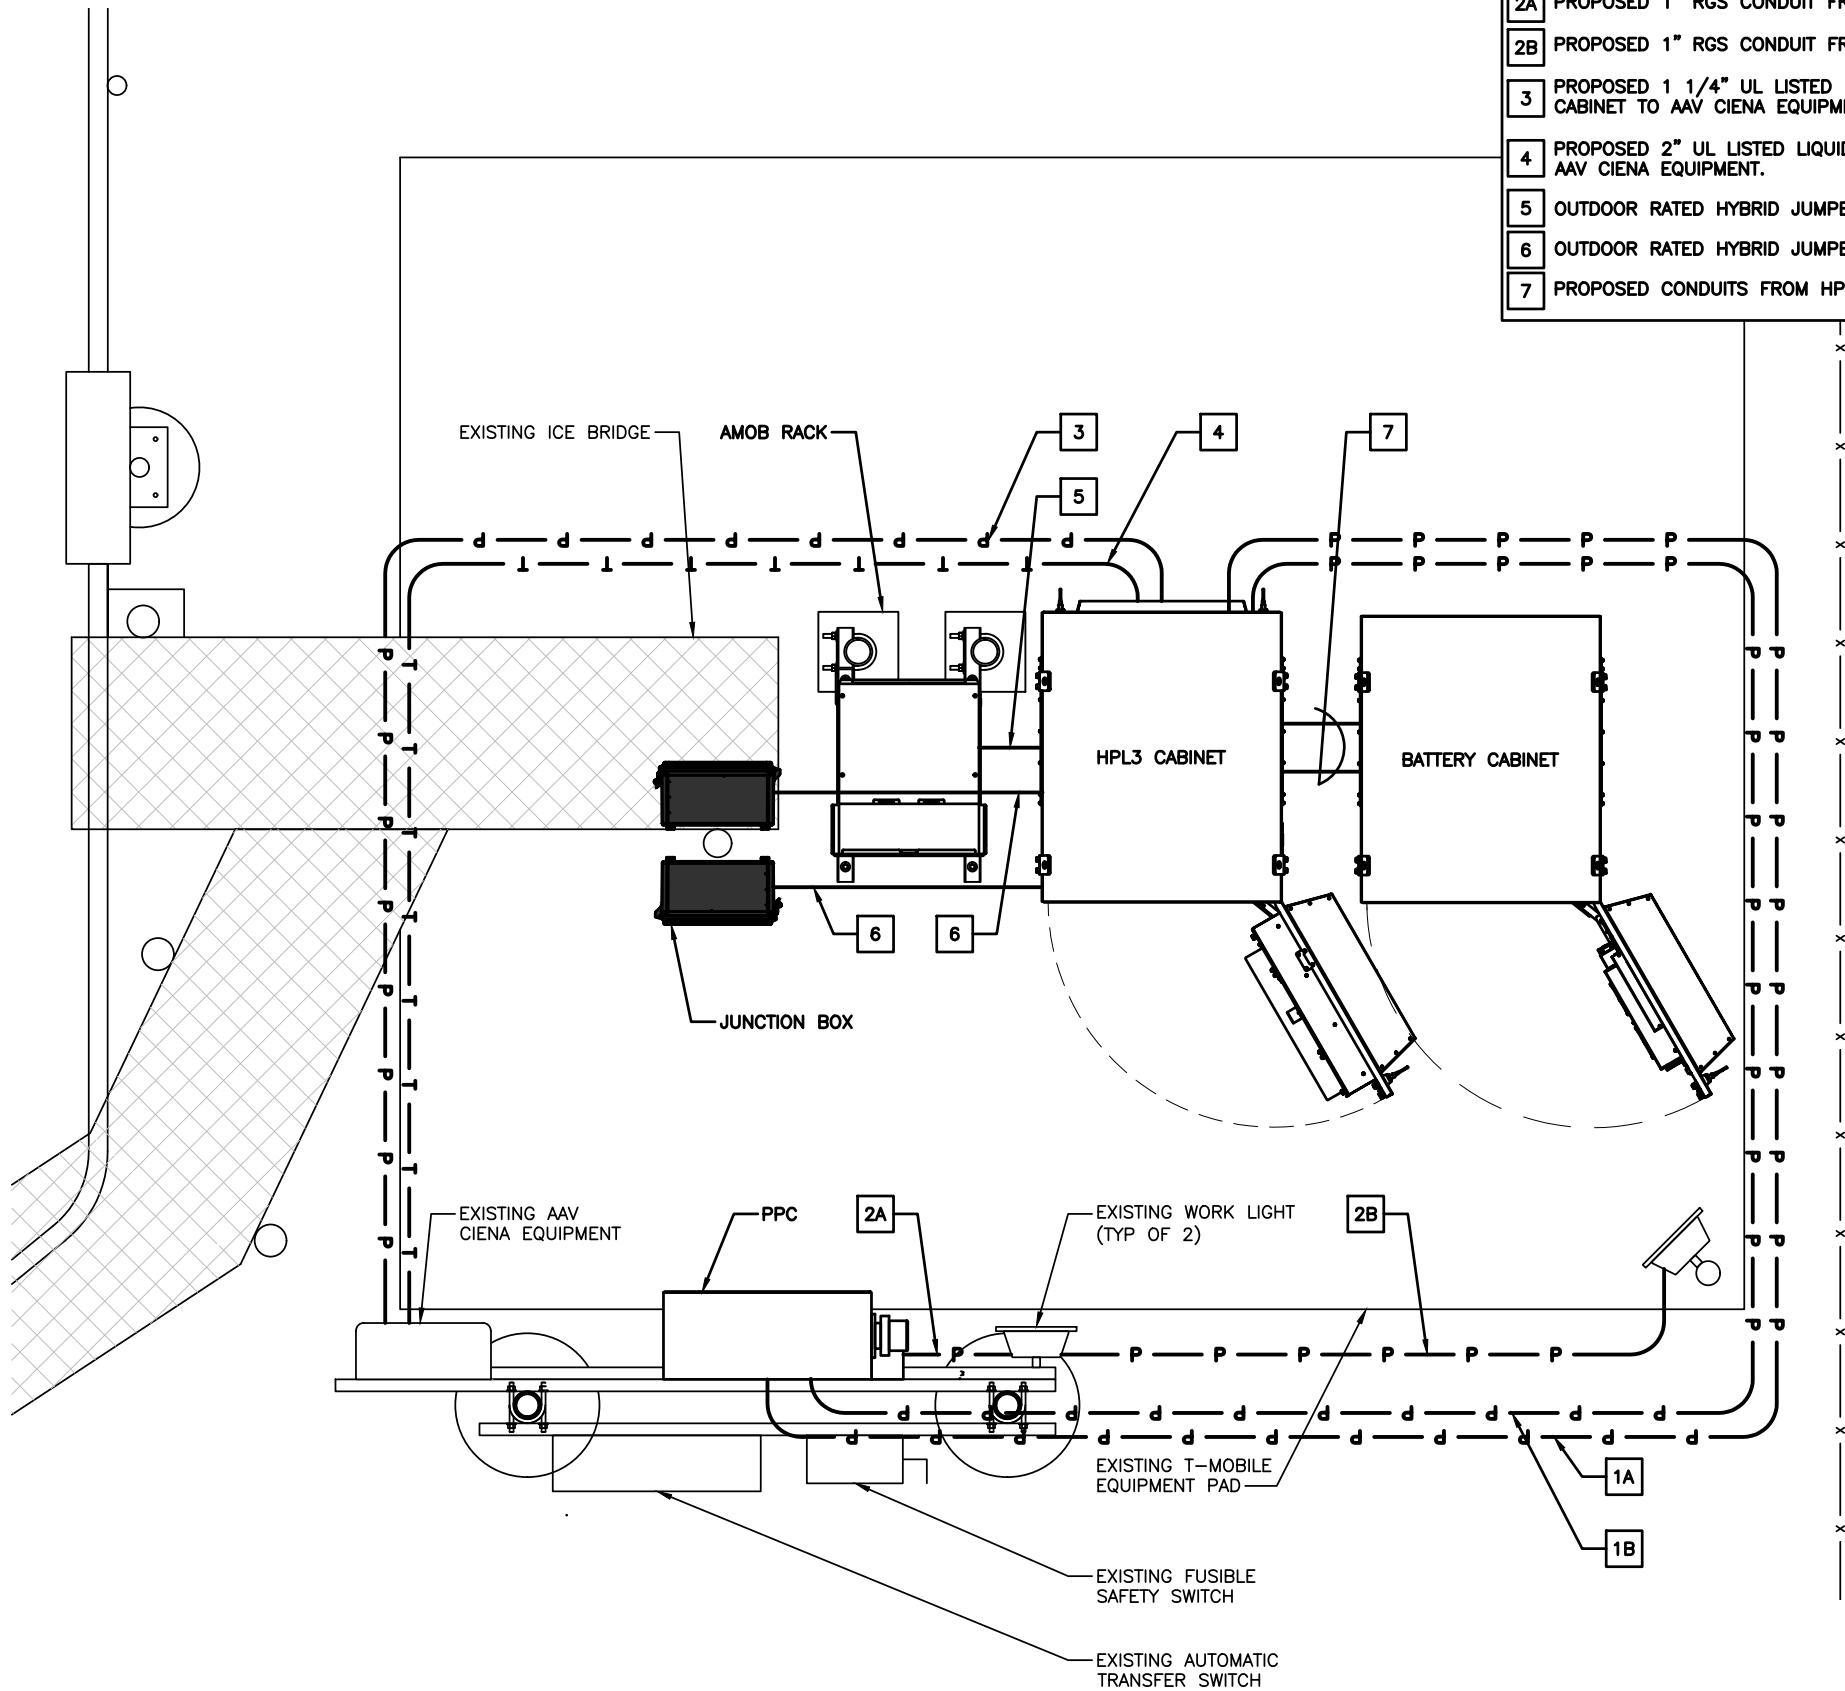 2A PROPOSED 1" RGS CONDUIT FR
2B PROPOSED 1" RGS CONDUIT FR
3 PROPOSED 1 1/4" UL LISTED
CABINET TO AAV CIENA EQUIPM
4 PROPOSED 2" UL LISTED LIQUI
AAV CIENA EQUIPMENT.
5 OUTDOOR RATED HYBRID JUMP
6 OUTDOOR RATED HYBRID JUMP
7 PROPOSED CONDUITS FROM HP
EXISTING ICE BRIDGE
AMOB RACK
3
4
7
5
P P P P P P P P
P P P P P
T T T T T T T T
P P P P P
HPL3 CABINET
BATTERY CABINET
6
6
JUNCTION BOX
EXISTING AAV
CIENA EQUIPMENT
PPC
2A
EXISTING WORK LIGHT
(TYP OF 2)
2B
P P P P P P P
EXISTING T-MOBILE
EQUIPMENT PAD
1A
1B
EXISTING FUSIBLE
SAFETY SWITCH
EXISTING AUTOMATIC
TRANSFER SWITCH